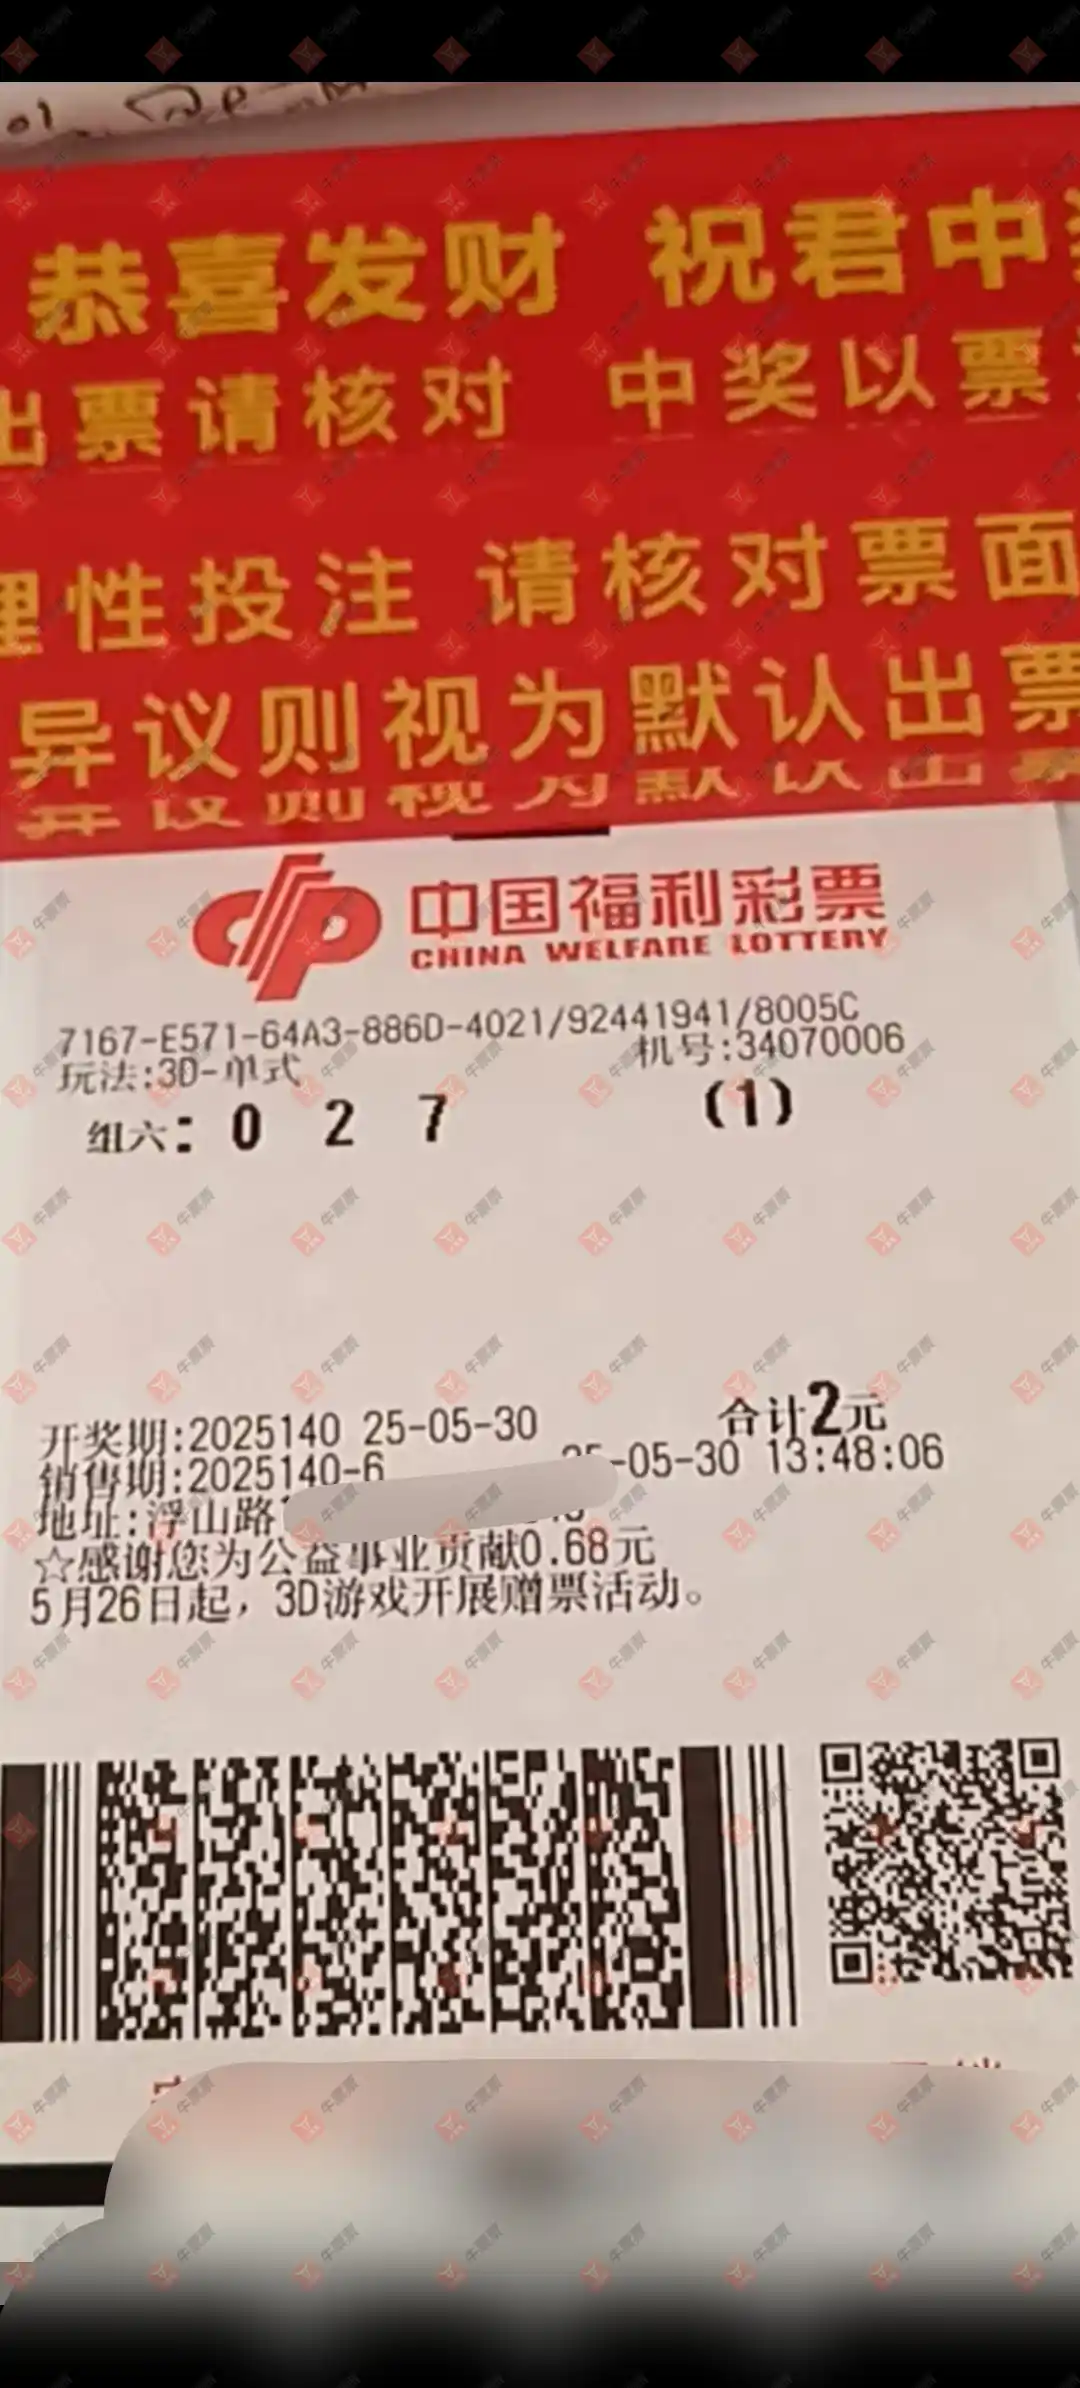 恭喜发财 祝君中
出票请核对 中奖以票
理性投注 请核对票面
异议则视为默认出票
中国福利彩票
CHINA WELFARE LOTTERY
7167-E571-64A3-886D-4021/92441941/8005C
玩法:3D-单式 机号:34070006
组六: 0 2 7 (1)
开奖期:2025140 25-05-30 合计2元
销售期:2025140-6 -05-30 13:48:06
地址:浮山路
☆感谢您为公益事业贡献0.68元
5月26日起，3D游戏开展赠票活动。
牛票票